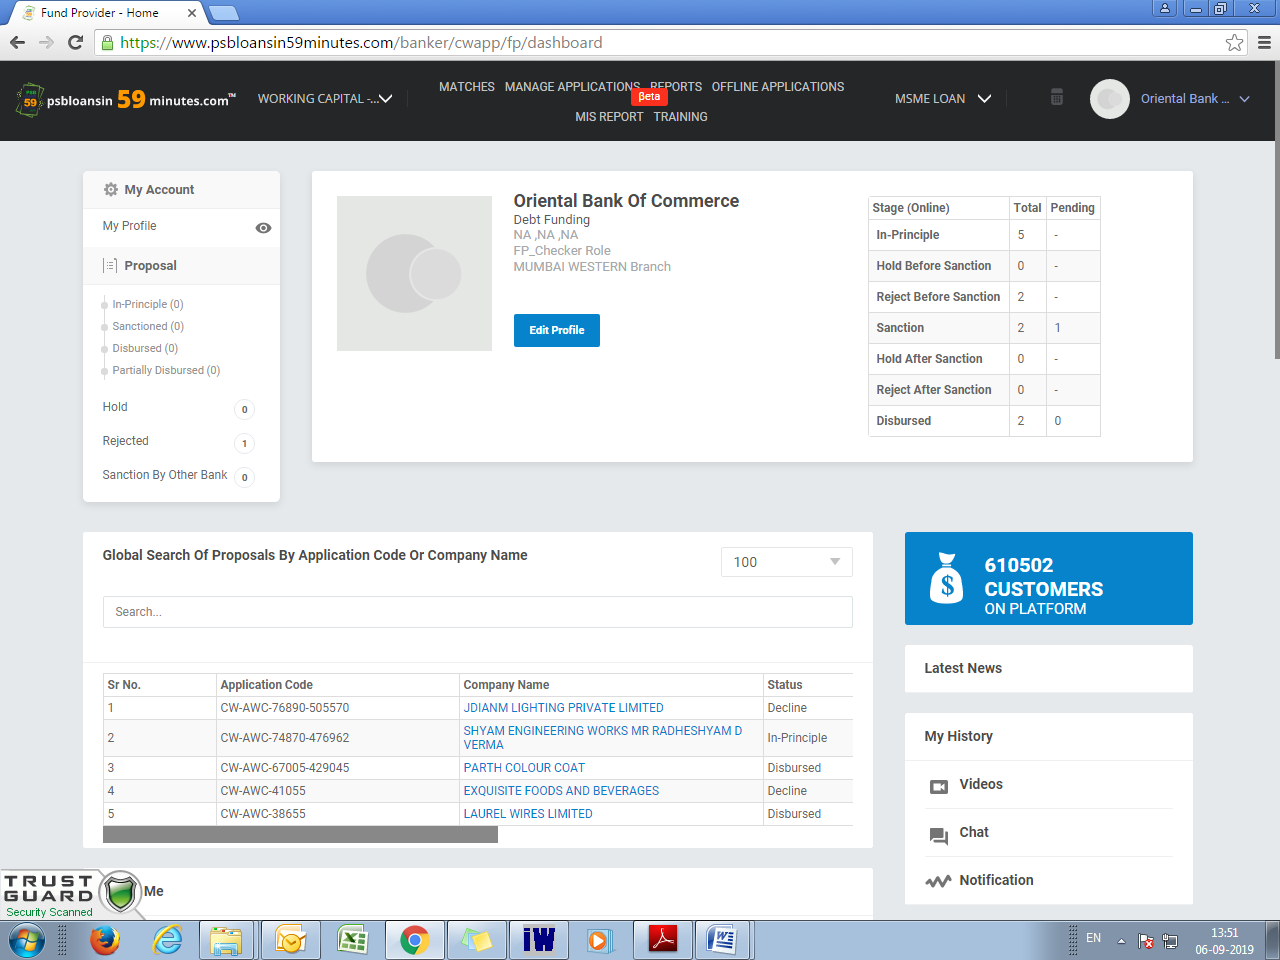 Fund Provider - Home
https://www.psbloansin59minutes.com/banker/cwapp/fp/dashboard
PSB 59 psbloansin 59 minutes.com™
WORKING CAPITAL -...
MATCHES MANAGE APPLICATIONS REPORTS OFFLINE APPLICATIONS
βeta
MIS REPORT TRAINING
MSME LOAN
Oriental Bank ...
My Account
My Profile
Proposal
In-Principle (0)
Sanctioned (0)
Disbursed (0)
Partially Disbursed (0)
Hold 0
Rejected 1
Sanction By Other Bank 0
Oriental Bank Of Commerce
Debt Funding
NA ,NA ,NA
FP_Checker Role
MUMBAI WESTERN Branch
Edit Profile
Stage (Online) Total Pending
In-Principle 5 -
Hold Before Sanction 0 -
Reject Before Sanction 2 -
Sanction 2 1
Hold After Sanction 0 -
Reject After Sanction 0 -
Disbursed 2 0
Global Search Of Proposals By Application Code Or Company Name
100
Search...
Sr No. Application Code Company Name Status
1 CW-AWC-76890-505570 JDIANM LIGHTING PRIVATE LIMITED Decline
2 CW-AWC-74870-476962 SHYAM ENGINEERING WORKS MR RADHESHYAM D
VERMA In-Principle
3 CW-AWC-67005-429045 PARTH COLOUR COAT Disbursed
4 CW-AWC-41055 EXQUISITE FOODS AND BEVERAGES Decline
5 CW-AWC-38655 LAUREL WIRES LIMITED Disbursed
610502
CUSTOMERS
ON PLATFORM
Latest News
My History
Videos
Chat
Notification
Me
TRUST
GUARD
Security Scanned
iW
EN
13:51
06-09-2019